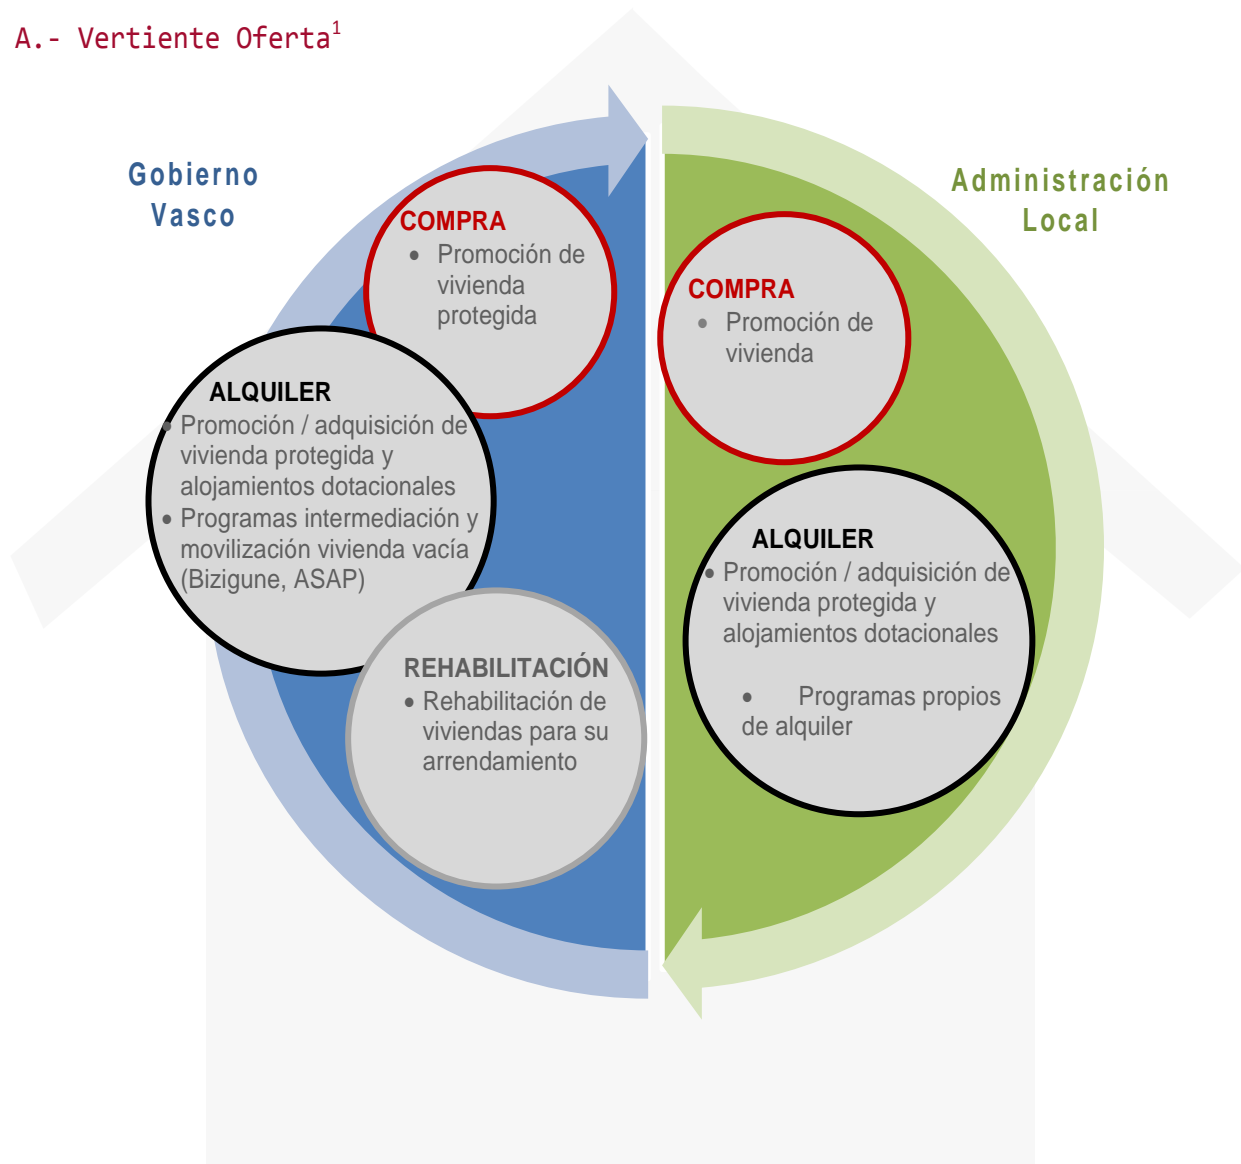 A.- Vertiente Oferta¹
Gobierno
Vasco
COMPRA
• Promoción de
vivienda
protegida
ALQUILER
• Promoción / adquisición de
vivienda protegida y
alojamientos dotacionales
• Programas intermediación y
movilización vivienda vacía
(Bizigune, ASAP)
REHABILITACIÓN
• Rehabilitación de
viviendas para su
arrendamiento
Administración
Local
COMPRA
• Promoción de
vivienda
ALQUILER
• Promoción / adquisición de
vivienda protegida y
alojamientos dotacionales
• Programas propios
de alquiler